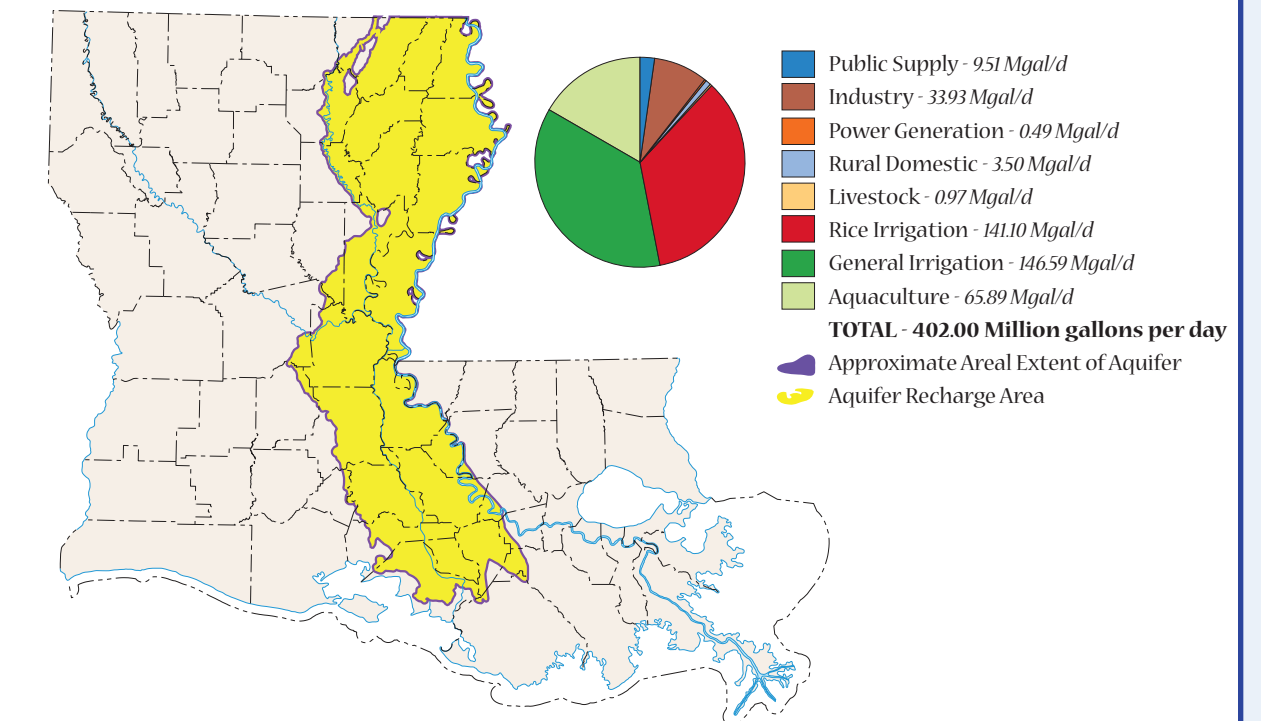 Public Supply - 9.51 Mgal/d
Industry - 33.93 Mgal/d
Power Generation - 0.49 Mgal/d
Rural Domestic - 3.50 Mgal/d
Livestock - 0.97 Mgal/d
Rice Irrigation - 141.10 Mgal/d
General Irrigation - 146.59 Mgal/d
Aquaculture - 65.89 Mgal/d
TOTAL - 402.00 Million gallons per day
Approximate Areal Extent of Aquifer
Aquifer Recharge Area